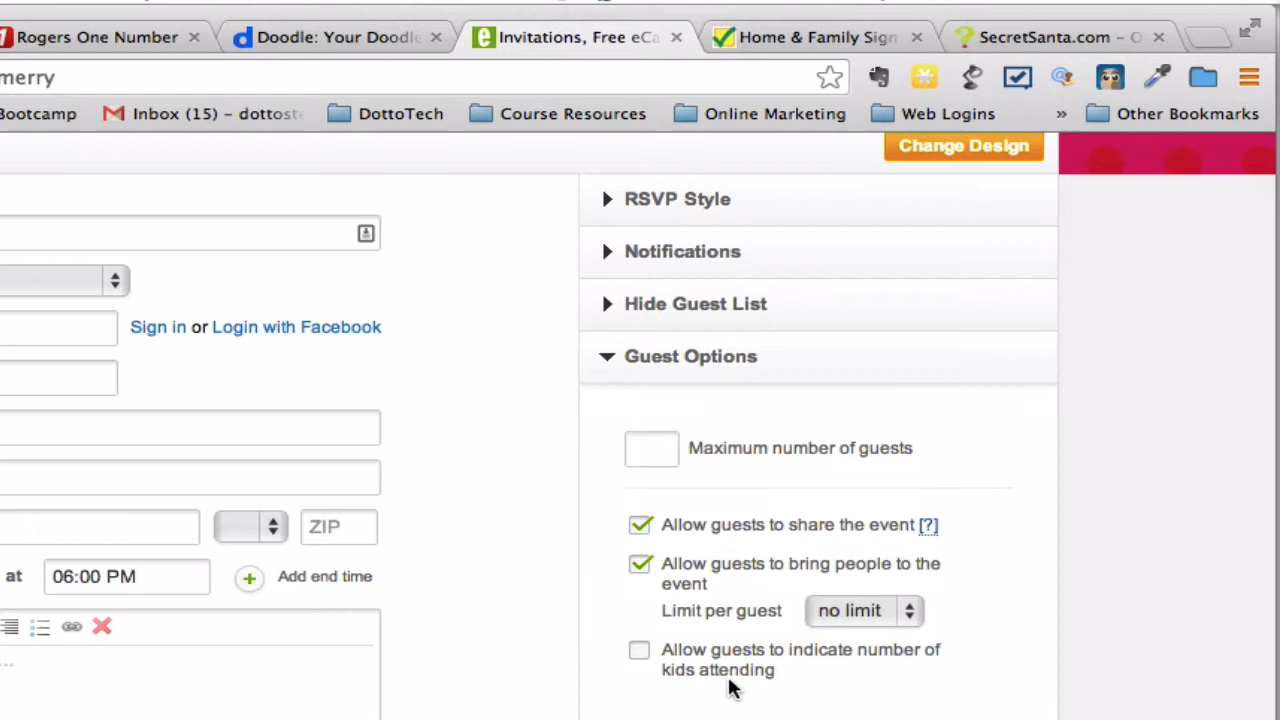 Rogers One Number
Doodle: Your Doodle
Invitations, Free eCa
Home & Family Sign
SecretSanta.com – O
merry
Bootcamp
Inbox (15) – dottoste
DottoTech
Course Resources
Online Marketing
Web Logins
»
Other Bookmarks
Change Design
RSVP Style
Notifications
Hide Guest List
Sign in or Login with Facebook
Guest Options
Maximum number of guests
Allow guests to share the event [?]
ZIP
Allow guests to bring people to the
event
at 06:00 PM
Add end time
Limit per guest no limit
Allow guests to indicate number of
kids attending
...